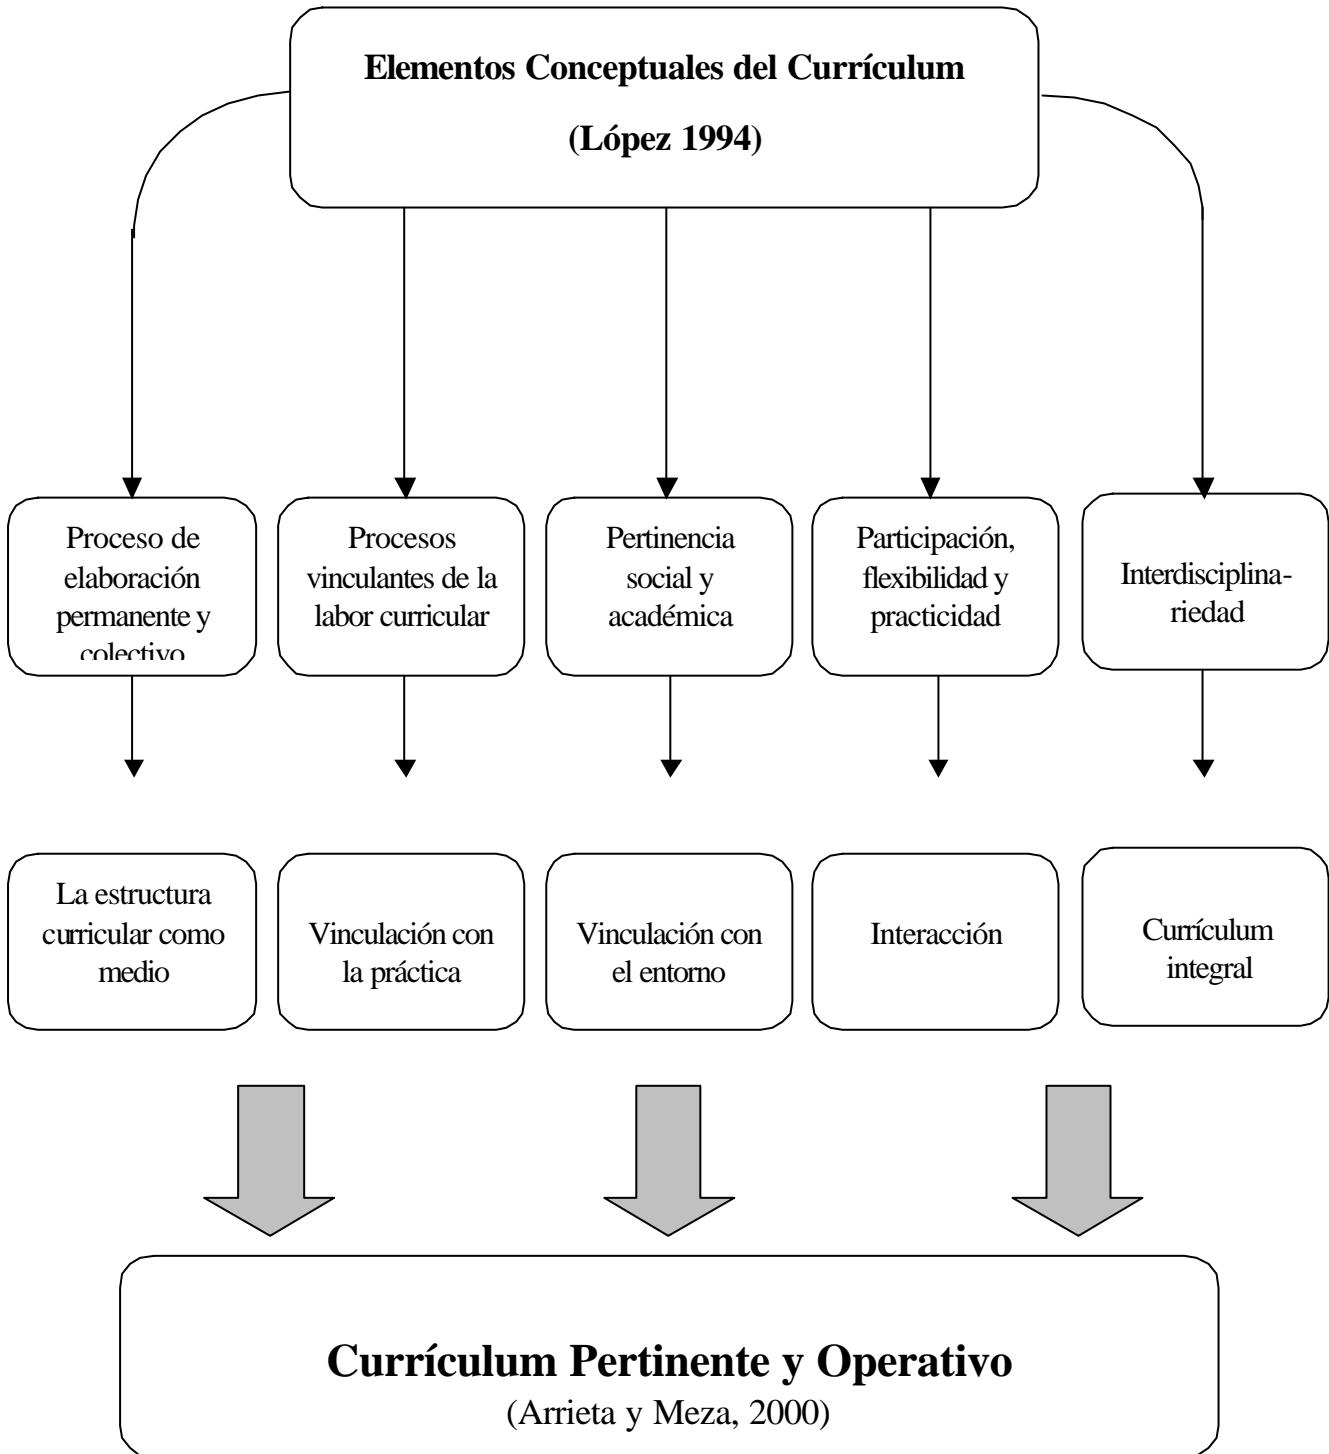 Elementos Conceptuales del Currículum
(López 1994)
Proceso de
elaboración
permanente y
colectivo
Procesos
vinculantes de la
labor curricular
Pertinencia
social y
académica
Participación,
flexibilidad y
practicidad
Interdisciplina-
riedad
La estructura
curricular como
medio
Vinculación con
la práctica
Vinculación con
el entorno
Interacción
Currículum
integral
Currículum Pertinente y Operativo
(Arrieta y Meza, 2000)